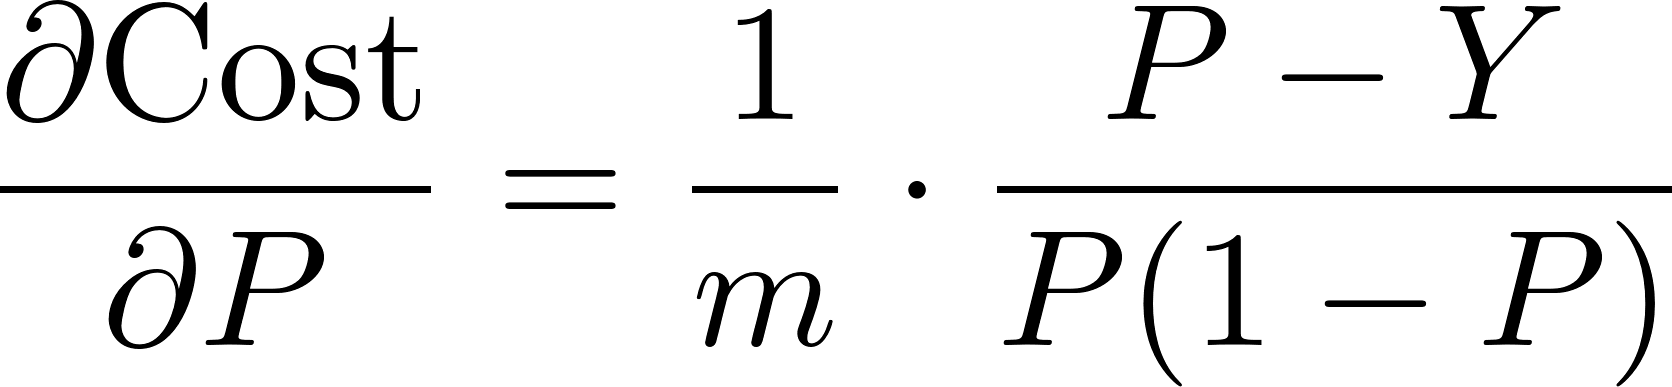 ∂Cost/∂P = 1/m · (P − Y)/(P(1 − P))